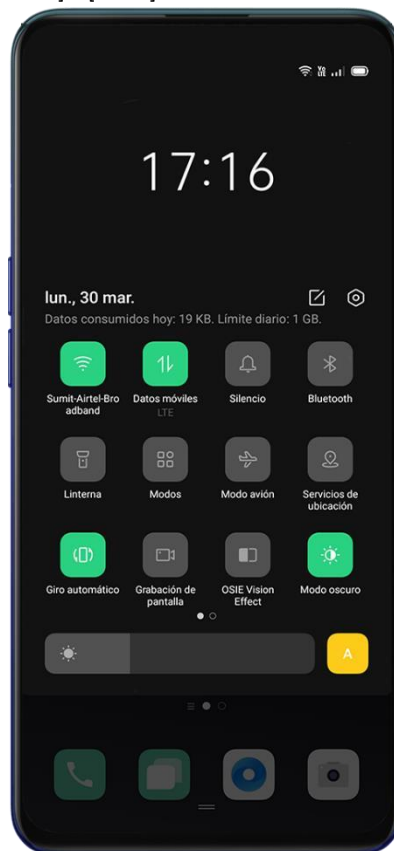 17:16
lun., 30 mar.
Datos consumidos hoy: 19 KB. Límite diario: 1 GB.
Sumit-Airtel-Bro
adband
Datos móviles
LTE
Silencio
Bluetooth
Linterna
Modos
Modo avión
Servicios de
ubicación
Giro automático
Grabación de
pantalla
OSIE Vision
Effect
Modo oscuro
A